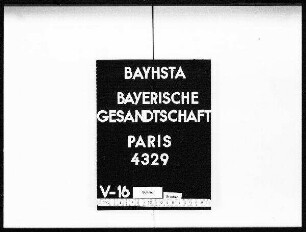 BAYHSTA
BAYERISCHE
GESANDTSCHAFT
PARIS
4329
V-16